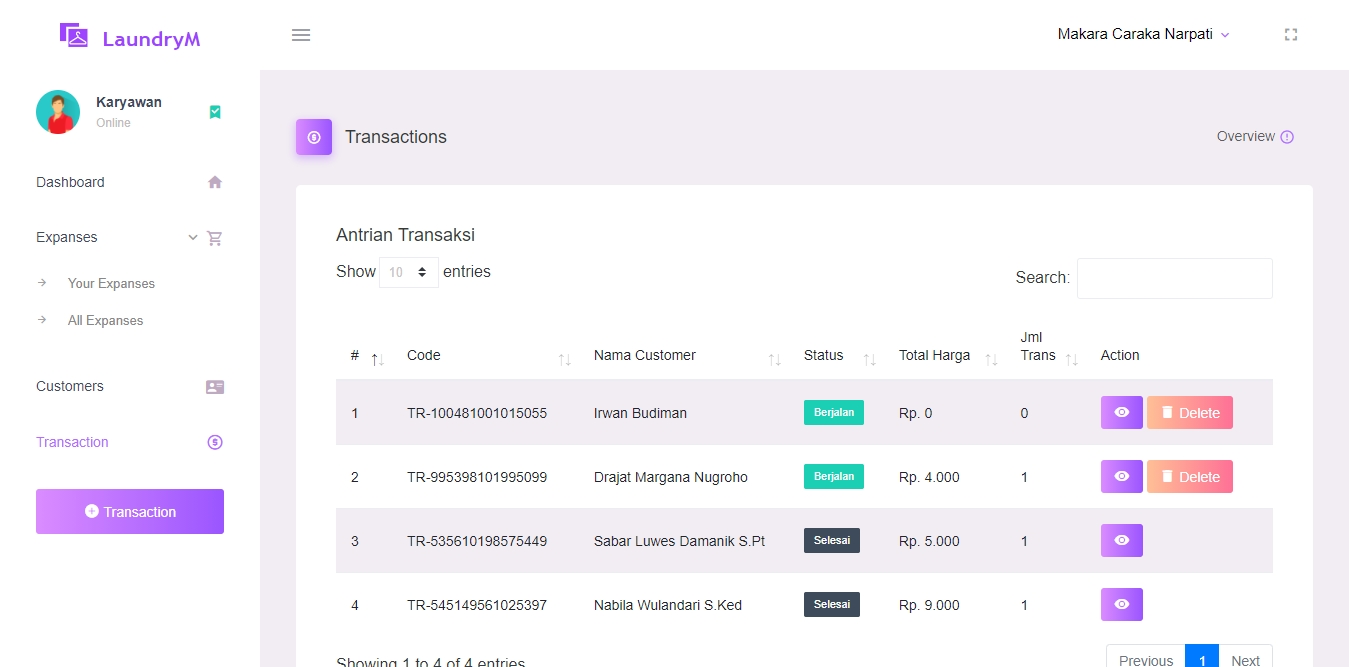 LaundryM
Makara Caraka Narpati
Karyawan
Online
Dashboard
Expanses
Your Expanses
All Expanses
Customers
Transaction
Transaction
Transactions
Overview
Antrian Transaksi
Show 10 entries
Search:
# Code Nama Customer Status Total Harga Jml Trans Action
1 TR-100481001015055 Irwan Budiman Berjalan Rp. 0 0 Delete
2 TR-995398101995099 Drajat Margana Nugroho Berjalan Rp. 4.000 1 Delete
3 TR-535610198575449 Sabar Luwes Damanik S.Pt Selesai Rp. 5.000 1
4 TR-545149561025397 Nabila Wulandari S.Ked Selesai Rp. 9.000 1
Showing 1 to 4 of 4 entries
Previous 1 Next